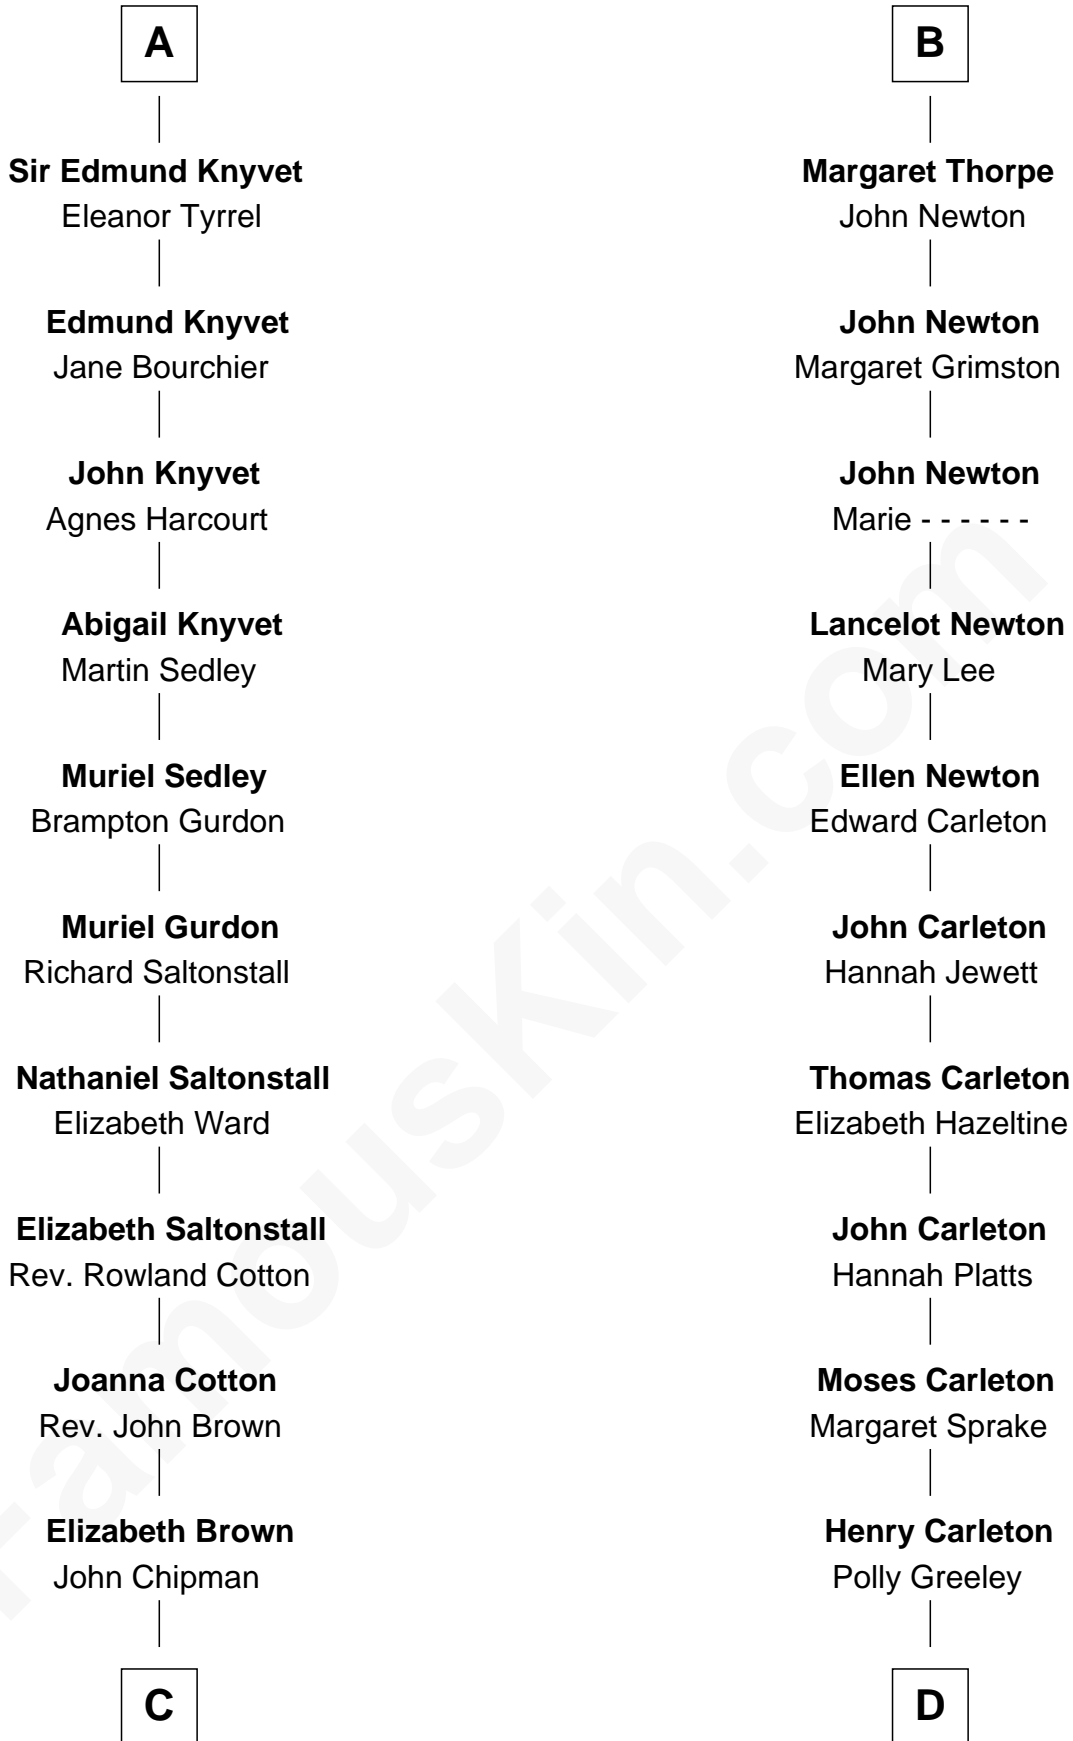 A
Sir Edmund Knyvet
Eleanor Tyrrel
Edmund Knyvet
Jane Bourchier
John Knyvet
Agnes Harcourt
Abigail Knyvet
Martin Sedley
Muriel Sedley
Brampton Gurdon
Muriel Gurdon
Richard Saltonstall
Nathaniel Saltonstall
Elizabeth Ward
Elizabeth Saltonstall
Rev. Rowland Cotton
Joanna Cotton
Rev. John Brown
Elizabeth Brown
John Chipman
C
B
Margaret Thorpe
John Newton
John Newton
Margaret Grimston
John Newton
Marie - - - - - -
Lancelot Newton
Mary Lee
Ellen Newton
Edward Carleton
John Carleton
Hannah Jewett
Thomas Carleton
Elizabeth Hazeltine
John Carleton
Hannah Platts
Moses Carleton
Margaret Sprake
Henry Carleton
Polly Greeley
D
FamousKin.com